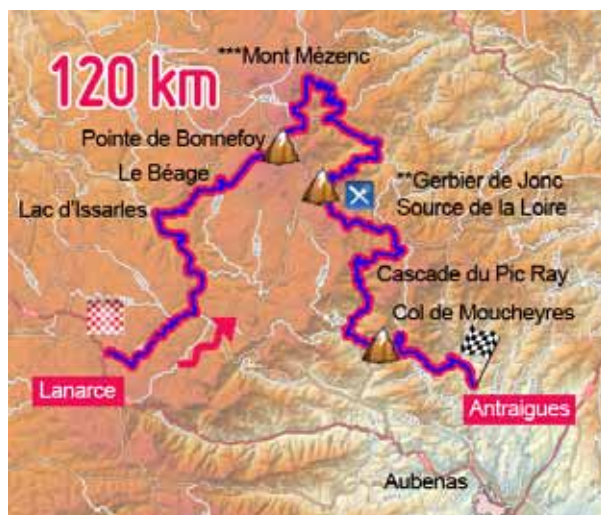 ***Mont Mézenc
120 km
Pointe de Bonnefoy
Le Béage
**Gerbier de Jonc
Source de la Loire
Lac d'Issarles
Cascade du Pic Ray
Col de Moucheyres
Lanarce
Antraigues
Aubenas